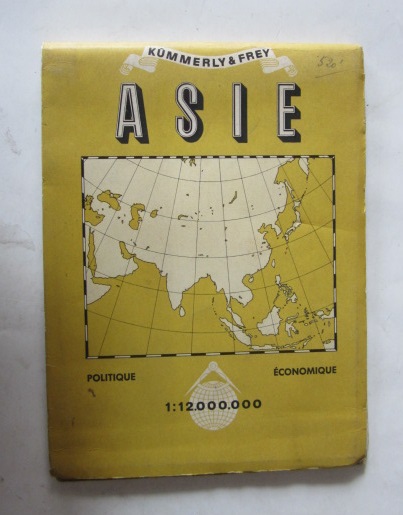 KÜMMERLY & FREY
ASIE
POLITIQUE
ÉCONOMIQUE
1:12.000.000